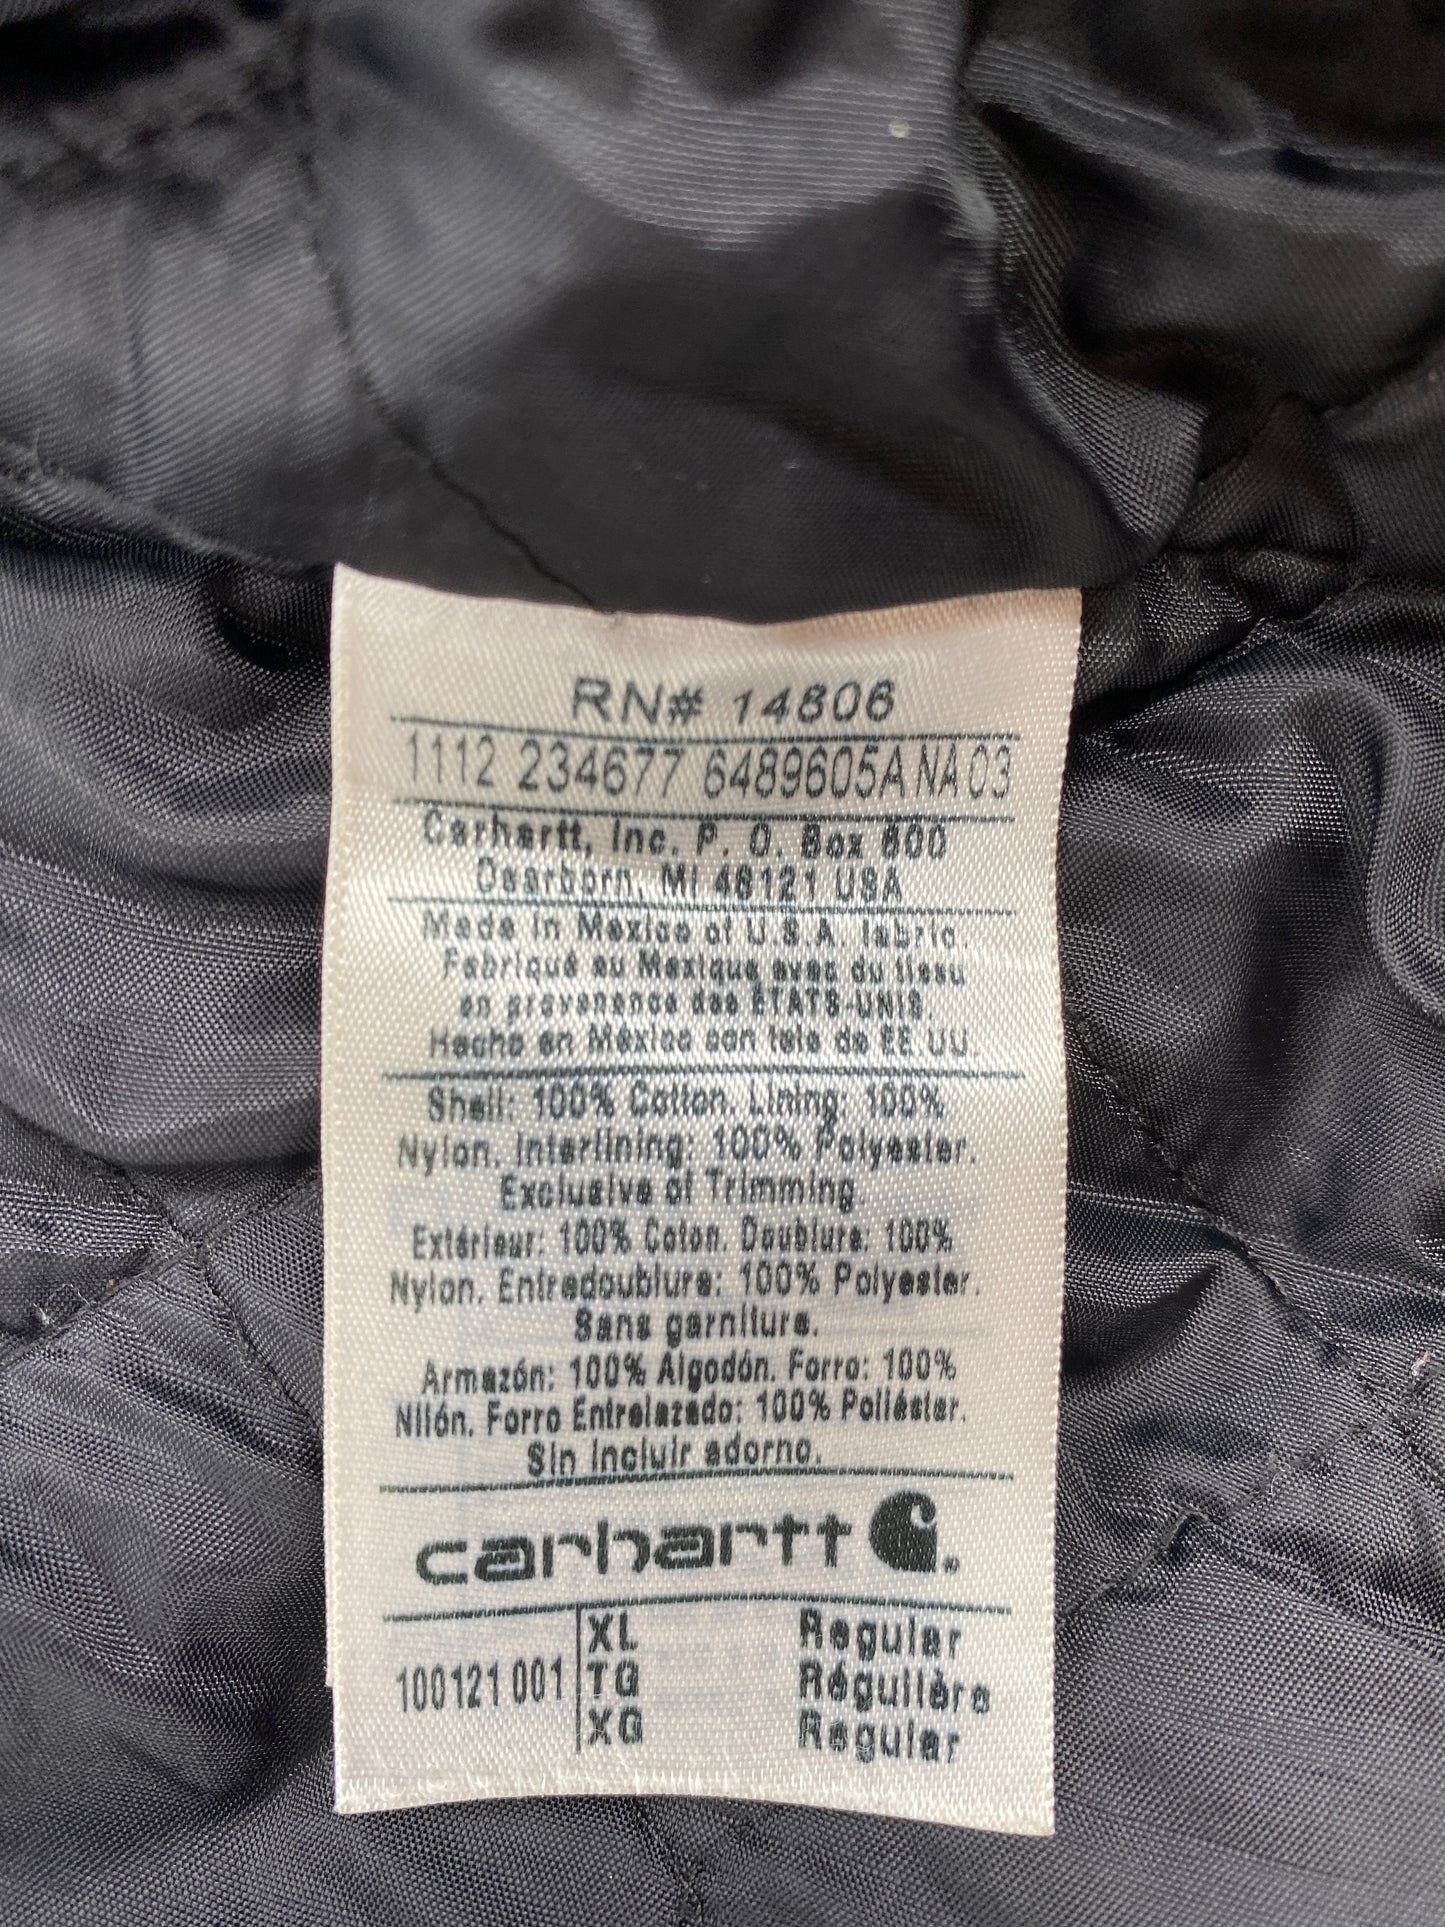 RN# 14806
1112 234677 6489605A NA 03
Carhartt, Inc. P. O. Box 600
Dearborn, MI 48121 USA
Made in Mexico of U.S.A. fabric.
Fabriqué au Mexique avec du tissu
en provenance des ÉTATS-UNIS.
Hecho en México con tela de EE.UU.
Shell: 100% Cotton. Lining: 100%
Nylon. Interlining: 100% Polyester.
Exclusive of Trimming.
Extérieur: 100% Coton. Doublure: 100%
Nylon. Entredoublure: 100% Polyester.
Sans garniture.
Armazón: 100% Algodón. Forro: 100%
Nilón. Forro Entrelazado: 100% Poliéster.
Sin incluir adorno.
carhartt
100121 001 XL Regular
TG Régulière
XG Regular